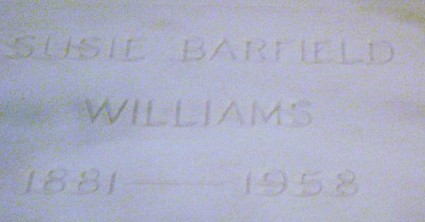 SUSIE BARFIELD
WILLIAMS
1881 — 1958